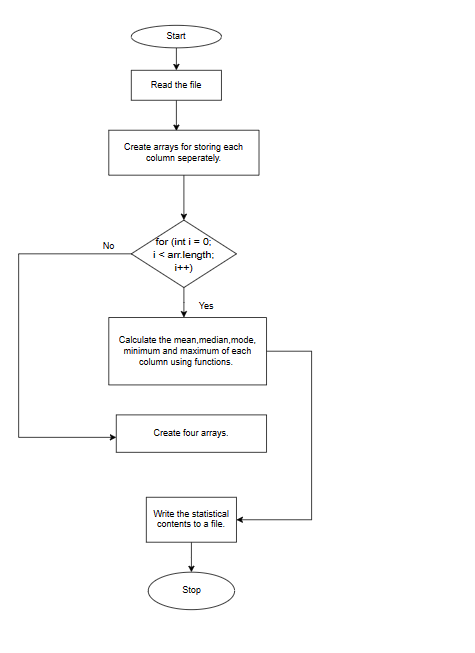 Start
Read the file
Create arrays for storing each
column seperately.
for (int i = 0;
i < arr.length;
i++)
No
Yes
Calculate the mean,median,mode,
minimum and maximum of each
column using functions.
Create four arrays.
Write the statistical
contents to a file.
Stop